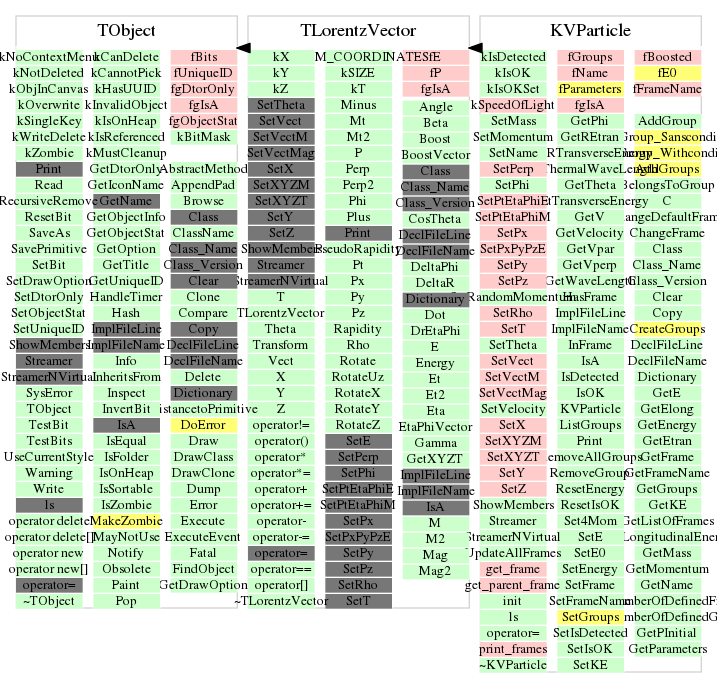 TObject
kNoContextMenu kCanDelete fBits
kNotDeleted kCannotPick fUniqueID
kObjInCanvas kHasUUID fgDtorOnly
kOverwrite kInvalidObject fgIsA
kSingleKey kIsOnHeap fgObjectStat
kWriteDelete kIsReferenced kBitMask
kZombie kMustCleanup
Print GetDtorOnly AbstractMethod
Read GetIconName AppendPad
RecursiveRemove GetName Browse
ResetBit GetObjectInfo Class
SaveAs GetObjectStat ClassName
SavePrimitive GetOption Class_Name
SetBit GetTitle Class_Version
SetDrawOption GetUniqueID Clear
SetDtorOnly HandleTimer Clone
SetObjectStat Hash Compare
SetUniqueID ImplFileLine Copy
ShowMembers ImplFileName DeclFileLine
Streamer Info DeclFileName
StreamerNVirtual InheritsFrom Delete
SysError Inspect Dictionary
TObject InvertBit istancetoPrimitive
TestBit IsA DoError
TestBits IsEqual Draw
UseCurrentStyle IsFolder DrawClass
Warning IsOnHeap DrawClone
Write IsSortable Dump
ls IsZombie Error
operator delete MakeZombie Execute
operator delete[] MayNotUse ExecuteEvent
operator new Notify Fatal
operator new[] Obsolete FindObject
operator= Paint GetDrawOption
~TObject Pop
TLorentzVector
kX M_COORDINATES fE
kY kSIZE fP
kZ kT fgIsA
SetTheta Minus Angle
SetVect Mt Beta
SetVectM Mt2 Boost
SetVectMag P BoostVector
SetX Perp Class
SetXYZM Perp2 Class_Name
SetXYZT Phi Class_Version
SetY Plus CosTheta
SetZ Print DeclFileLine
ShowMembers PseudoRapidity DeclFileName
Streamer Pt DeltaPhi
StreamerNVirtual Px DeltaR
T Py Dictionary
TLorentzVector Pz Dot
Theta Rapidity DrEtaPhi
Transform Rho E
Vect Rotate Energy
X RotateUz Et
Y RotateX Et2
Z RotateY Eta
operator!= RotateZ EtaPhiVector
operator() SetE Gamma
operator* SetPerp GetXYZT
operator*= SetPhi ImplFileLine
operator+ SetPtEtaPhiE ImplFileName
operator+= SetPtEtaPhiM IsA
operator- SetPx M
operator-= SetPxPyPzE M2
operator= SetPy Mag
operator== SetPz Mag2
operator[] SetRho
~TLorentzVector SetT
KVParticle
kIsDetected fGroups fBoosted
kIsOK fName fE0
kIsOKSet fParameters fFrameName
kSpeedOfLight fgIsA
SetMass GetPhi AddGroup
SetMomentum GetREtran Group_Sanscondit
SetName RTransverseEnergy Group_Withcondit
SetPerp ThermalWaveLength AddGroups
SetPhi GetTheta BelongsToGroup
SetPtEtaPhiE tTransverseEnergy C
SetPtEtaPhiM GetV angeDefaultFram
SetPx GetVelocity ChangeFrame
SetPxPyPzE GetVpar Class
SetPy GetVperp Class_Name
SetPz GetWaveLength Class_Version
RandomMomentum HasFrame Clear
SetRho ImplFileLine Copy
SetT ImplFileName CreateGroups
SetTheta InFrame DeclFileLine
SetVect IsA DeclFileName
SetVectM IsDetected Dictionary
SetVectMag IsOK GetE
SetVelocity KVParticle GetElong
SetX ListGroups GetEnergy
SetXYZM Print GetEtran
SetXYZT emoveAllGroups GetFrame
SetY RemoveGroup GetFrameName
SetZ ResetEnergy GetGroups
ShowMembers ResetIsOK GetKE
Streamer Set4Mom GetListOfFrames
StreamerNVirtual SetE LongitudinalEner
UpdateAllFrames SetE0 GetMass
get_frame SetEnergy GetMomentum
get_parent_frame SetFrame GetName
init SetFrameName mberOfDefinedF
ls SetGroups mberOfDefinedG
operator= SetIsDetected GetPInitial
print_frames SetIsOK GetParameters
~KVParticle SetKE